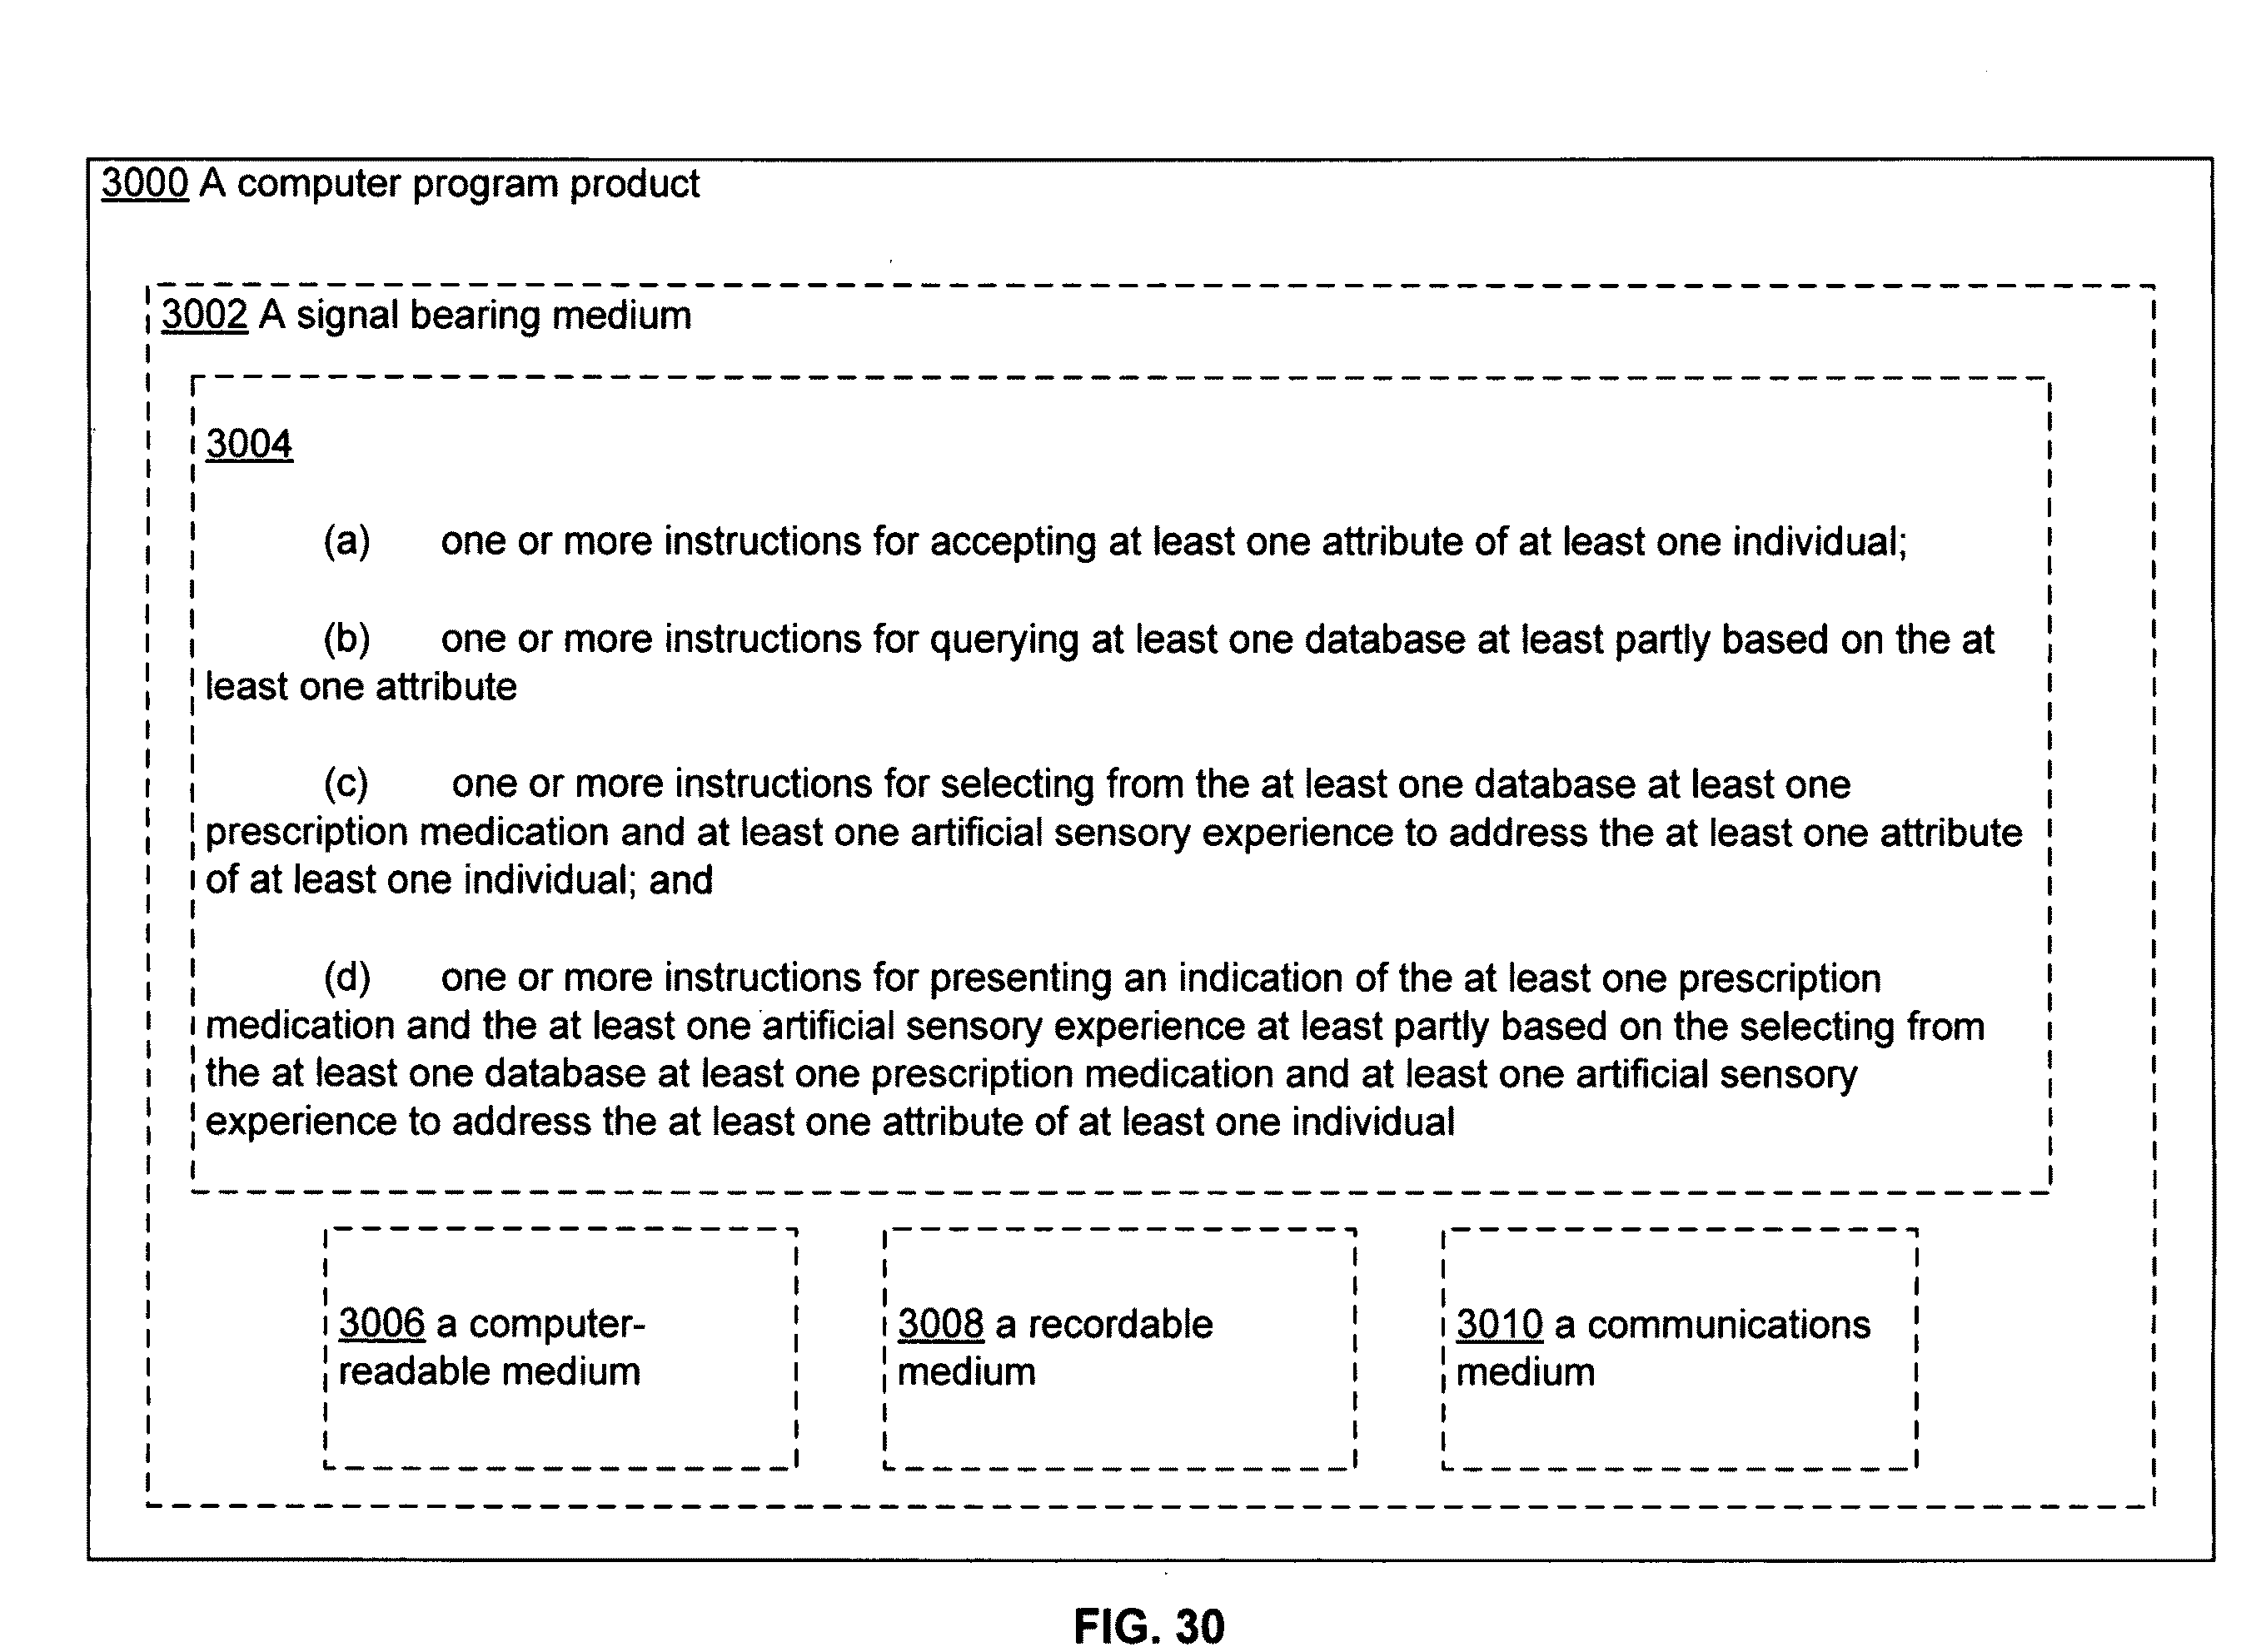 3000 A computer program product
3002 A signal bearing medium
3004
(a) one or more instructions for accepting at least one attribute of at least one individual;
(b) one or more instructions for querying at least one database at least partly based on the at
least one attribute
(c) one or more instructions for selecting from the at least one database at least one
prescription medication and at least one artificial sensory experience to address the at least one attribute
of at least one individual; and
(d) one or more instructions for presenting an indication of the at least one prescription
medication and the at least one artificial sensory experience at least partly based on the selecting from
the at least one database at least one prescription medication and at least one artificial sensory
experience to address the at least one attribute of at least one individual
3006 a computer-
readable medium
3008 a recordable
medium
3010 a communications
medium
FIG. 30